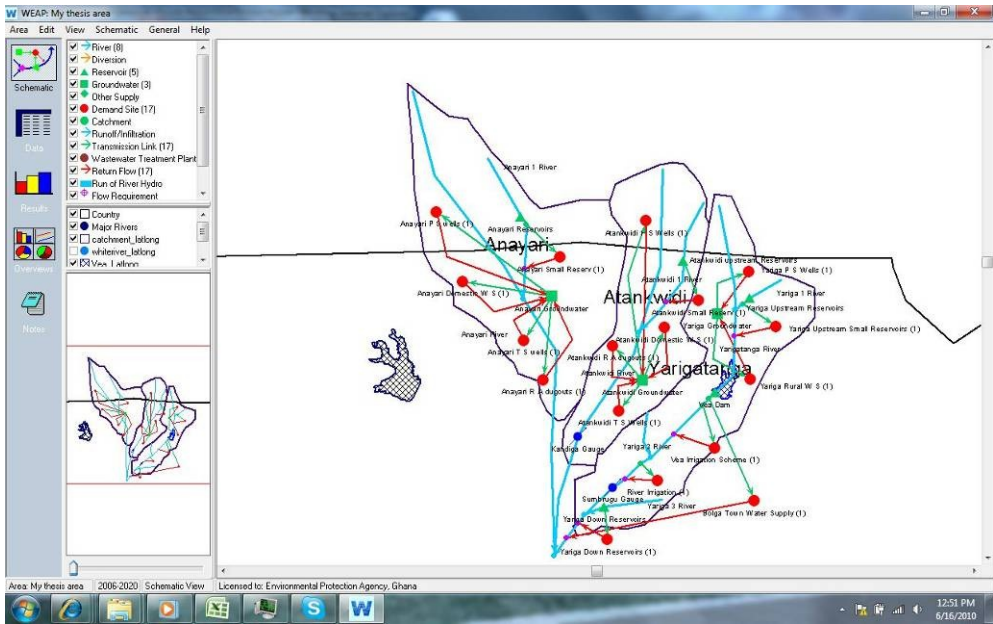 WEAP: My thesis area
Area Edit View Schematic General Help
Schematic
Data
Results
Overviews
Notes
River (8)
Diversion
Reservoir (5)
Groundwater (3)
Other Supply
Demand Site (17)
Catchment
Runoff/Infiltration
Transmission Link (17)
Wastewater Treatment Plant
Return Flow (17)
Run of River Hydro
Flow Requirement
Country
Major Rivers
catchment_latlong
whiteriver_latlong
Vea_Latlong
Anayari 1 River
Anayari P S Wells (1)
Anayari Reservoirs
Anayari
Anayari Small Reserv (1)
Anayari Domestic W S (1)
Anayari Groundwater
Anayari River
Anayari T S wells (1)
Anayari R A dugouts (1)
Atankwidi P S Wells (1)
Atankwidi upstream Reservoirs
Atankwidi 1 River
Atankwidi
Atankwidi Small Reserv (1)
Atankwidi Domestic W S (1)
Atankwidi R A dugouts (1)
Atankwidi River
Atankwidi Groundwater
Atankwidi T S Wells (1)
Yariga P S Wells (1)
Yariga 1 River
Yariga Upstream Reservoirs
Yariga Groundwater
Yariga Upstream Small Reservoirs (1)
Yarigatanga River
Yarigatanga
Yariga Rural W S (1)
Vea Dam
Kandiga Gauge
Yariga 2 River
Vea Irrigation Scheme (1)
River Irrigation (1)
Sumbrugu Gauge
Yariga 3 River
Bolga Town Water Supply (1)
Yariga Down Reservoirs
Yariga Down Reservoirs (1)
Area: My thesis area 2006-2020 Schematic View Licensed to: Environmental Protection Agency, Ghana
12:51 PM
6/16/2010